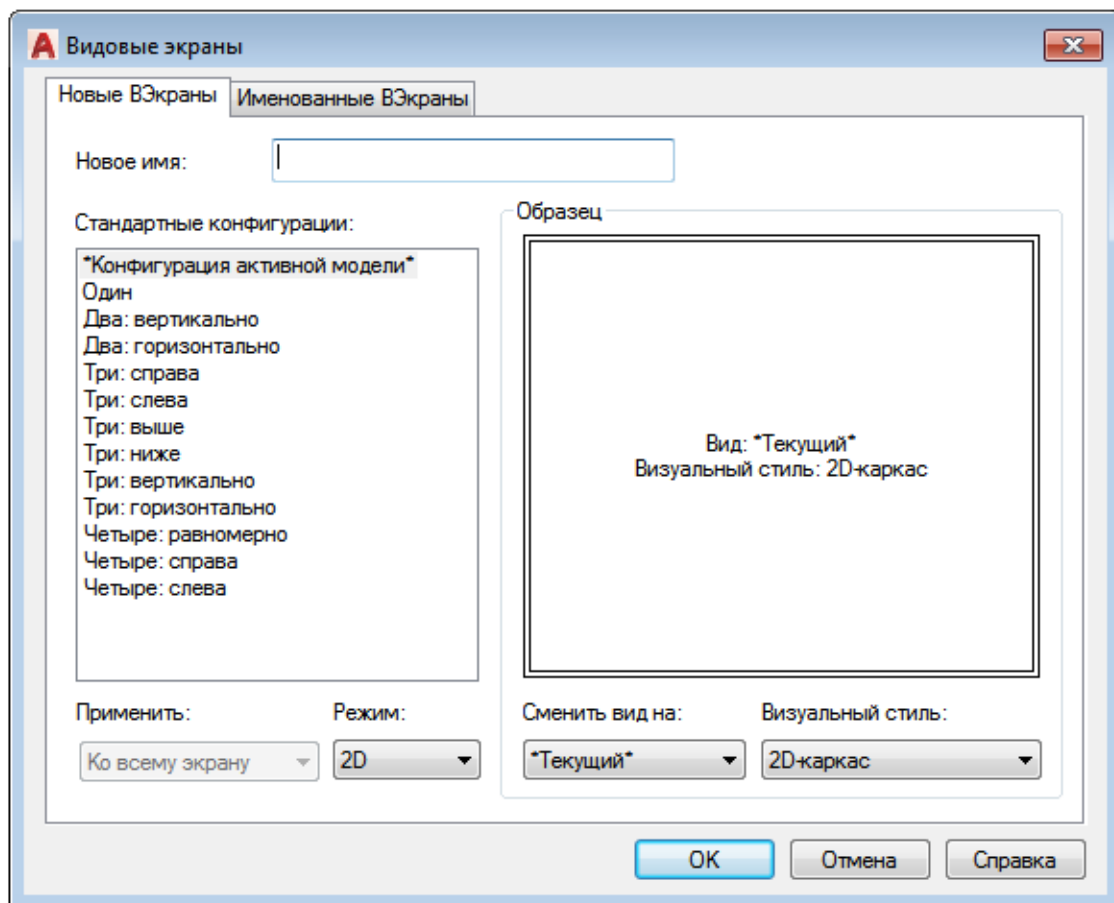 Видовые экраны
Новые ВЭкраны Именованные ВЭкраны
Новое имя:
Стандартные конфигурации:
*Конфигурация активной модели*
Один
Два: вертикально
Два: горизонтально
Три: справа
Три: слева
Три: выше
Три: ниже
Три: вертикально
Три: горизонтально
Четыре: равномерно
Четыре: справа
Четыре: слева
Образец
Вид: *Текущий*
Визуальный стиль: 2D-каркас
Применить: Режим: Сменить вид на: Визуальный стиль:
Ко всему экрану 2D *Текущий* 2D-каркас
OK Отмена Справка